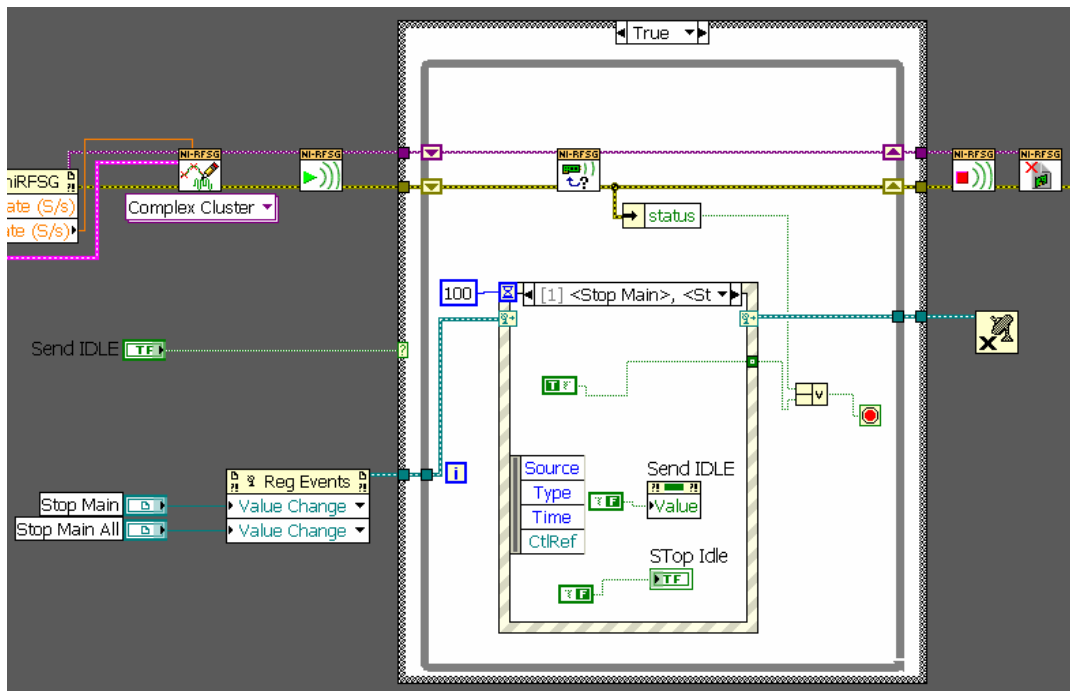 True
NI-RFSG
NI-RFSG
NI-RFSG
NI-RFSG
NI-RFSG
niRFSG
ate (S/s)
ate (S/s)
Complex Cluster
status
100
[1] <Stop Main>, <St
Send IDLE
TF
T
i
Reg Events
Stop Main
Value Change
Stop Main All
Value Change
Source
Type
Time
CtlRef
Send IDLE
F
Value
STop Idle
F
TF